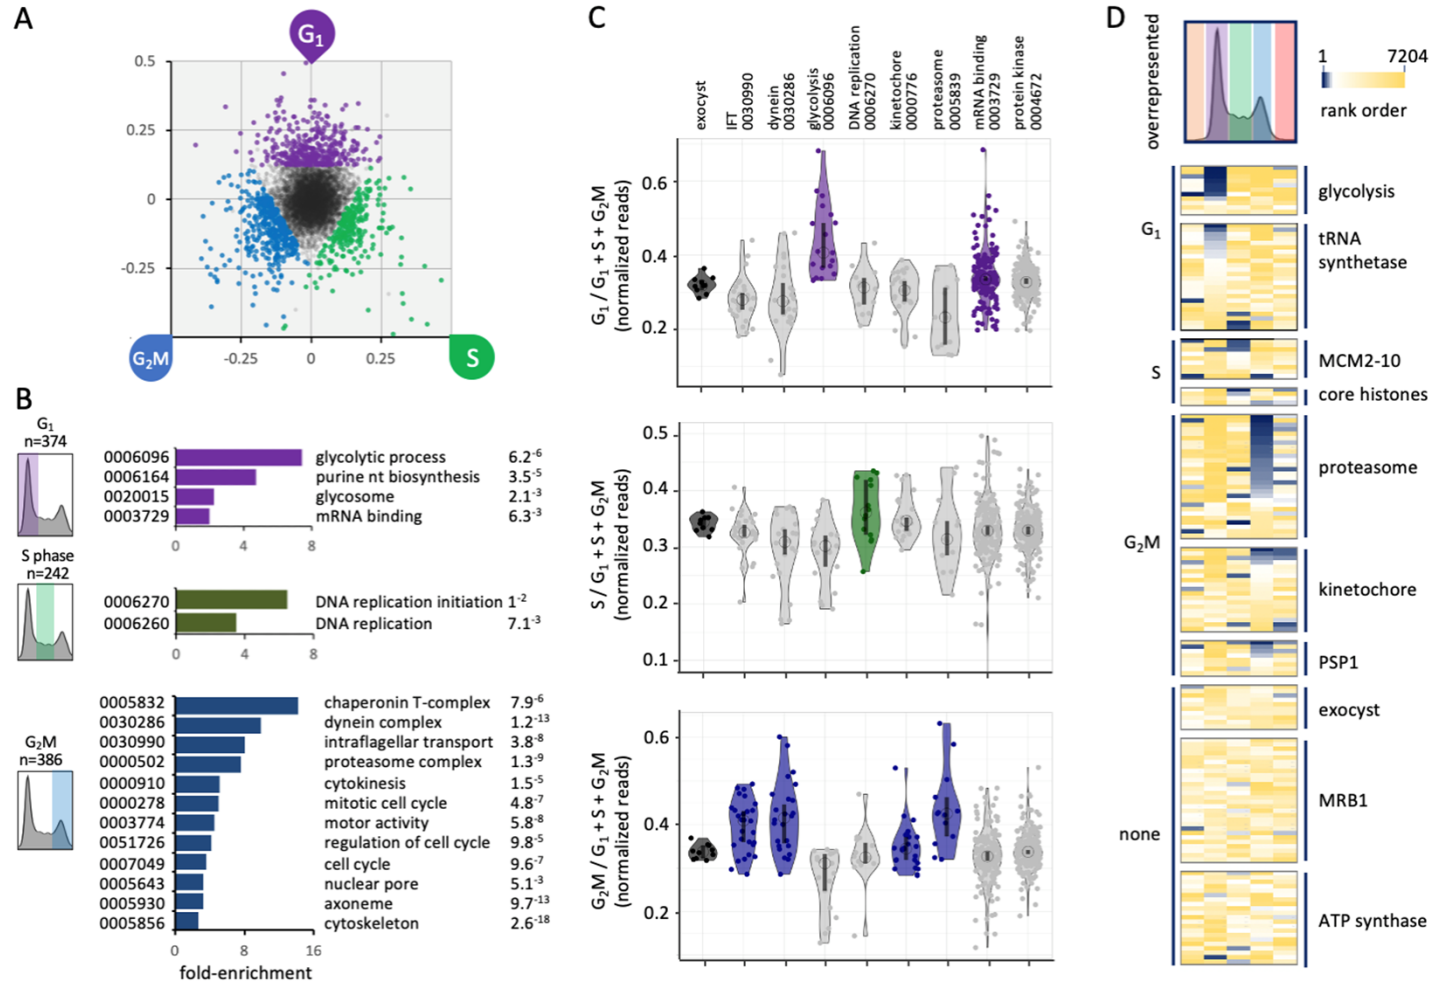 A
G1
0.5
0.25
0
-0.25
-0.25
0
0.25
G2M
S
B
G1
n=374
0006096 glycolytic process 6.2-6
0006164 purine nt biosynthesis 3.5-5
0020015 glycosome 2.1-3
0003729 mRNA binding 6.3-3
0 4 8
S phase
n=242
0006270 DNA replication initiation 1-2
0006260 DNA replication 7.1-3
0 4 8
G2M
n=386
0005832 chaperonin T-complex 7.9-6
0030286 dynein complex 1.2-13
0030990 intraflagellar transport 3.8-8
0000502 proteasome complex 1.3-9
0000910 cytokinesis 1.5-5
0000278 mitotic cell cycle 4.8-7
0003774 motor activity 5.8-8
0051726 regulation of cell cycle 9.8-5
0007049 cell cycle 9.6-7
0005643 nuclear pore 5.1-3
0005930 axoneme 9.7-13
0005856 cytoskeleton 2.6-18
0 8 16
fold-enrichment
C
exocyst
IFT
0030990
dynein
0030286
glycolysis
0006096
DNA replication
0006270
kinetochore
0000776
proteasome
0005839
mRNA binding
0003729
protein kinase
0004672
G1 / G1 + S + G2M
(normalized reads)
0.6
0.4
0.2
S / G1 + S + G2M
(normalized reads)
0.5
0.4
0.3
0.2
0.1
G2M / G1 + S + G2M
(normalized reads)
0.6
0.4
0.2
D
overrepresented
1 7204
rank order
G1
glycolysis
tRNA
synthetase
S
MCM2-10
core histones
G2M
proteasome
kinetochore
PSP1
none
exocyst
MRB1
ATP synthase